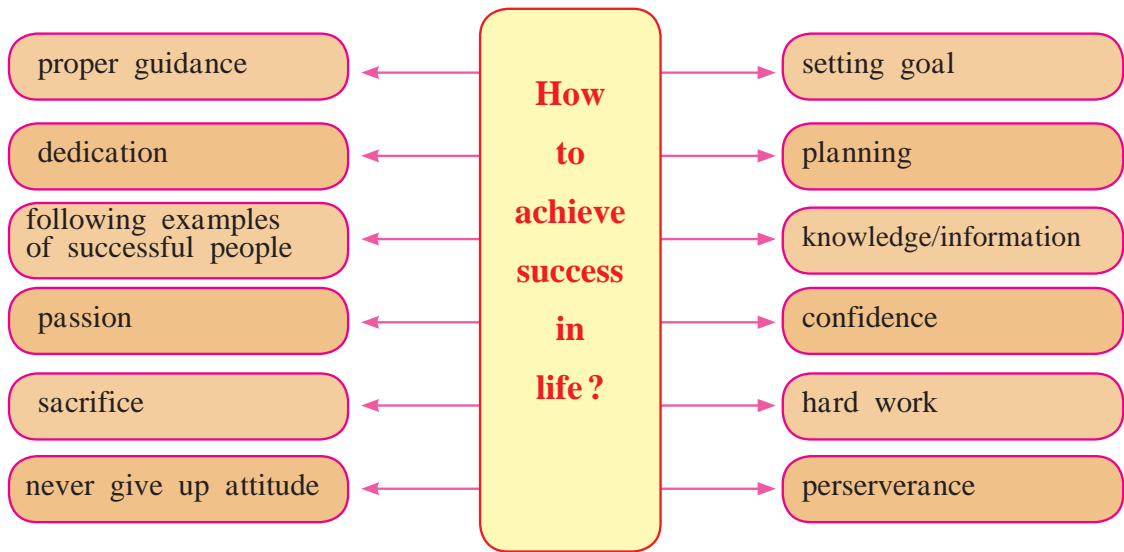 How
to
achieve
success
in
life ?
proper guidance
dedication
following examples
of successful people
passion
sacrifice
never give up attitude
setting goal
planning
knowledge/information
confidence
hard work
perserverance